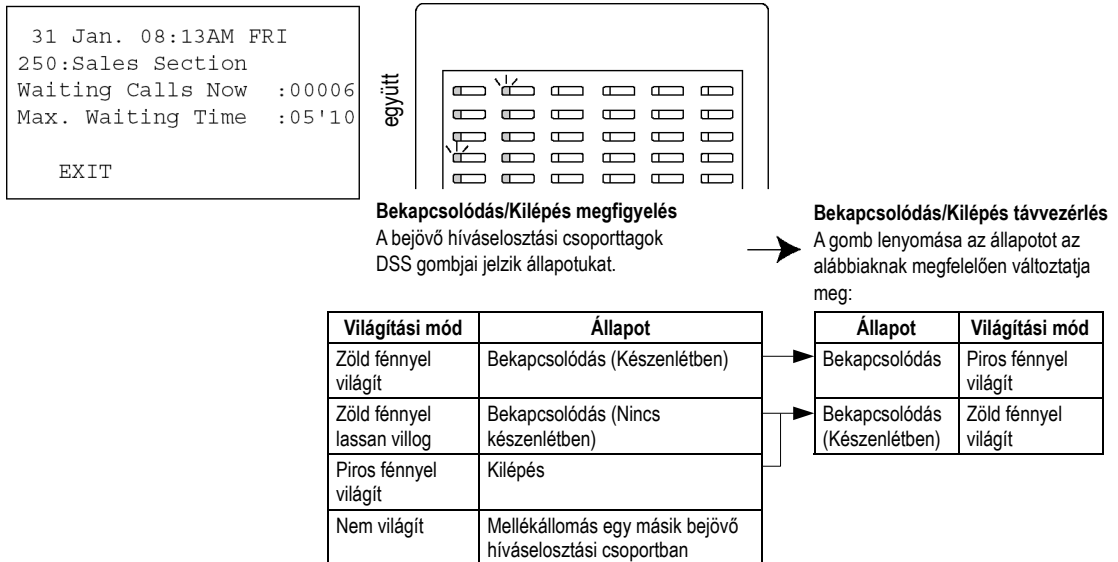 31 Jan. 08:13AM FRI
250:Sales Section
Waiting Calls Now :00006
Max. Waiting Time :05'10
EXIT
együtt
Bekapcsolódás/Kilépés megfigyelés
A bejövő híváselosztási csoporttagok
DSS gombjai jelzik állapotukat.
Bekapcsolódás/Kilépés távvezérlés
A gomb lenyomása az állapotot az
alábbiaknak megfelelően változtatja
meg:
Világítási mód Állapot
Zöld fénnyel Bekapcsolódás (Készenlétben)
világít
Zöld fénnyel Bekapcsolódás (Nincs
lassan villog készenlétben)
Piros fénnyel Kilépés
világít
Nem világít Mellékállomás egy másik bejövő
híváselosztási csoportban
Állapot Világítási mód
Bekapcsolódás Piros fénnyel
világít
Bekapcsolódás Zöld fénnyel
(Készenlétben) világít